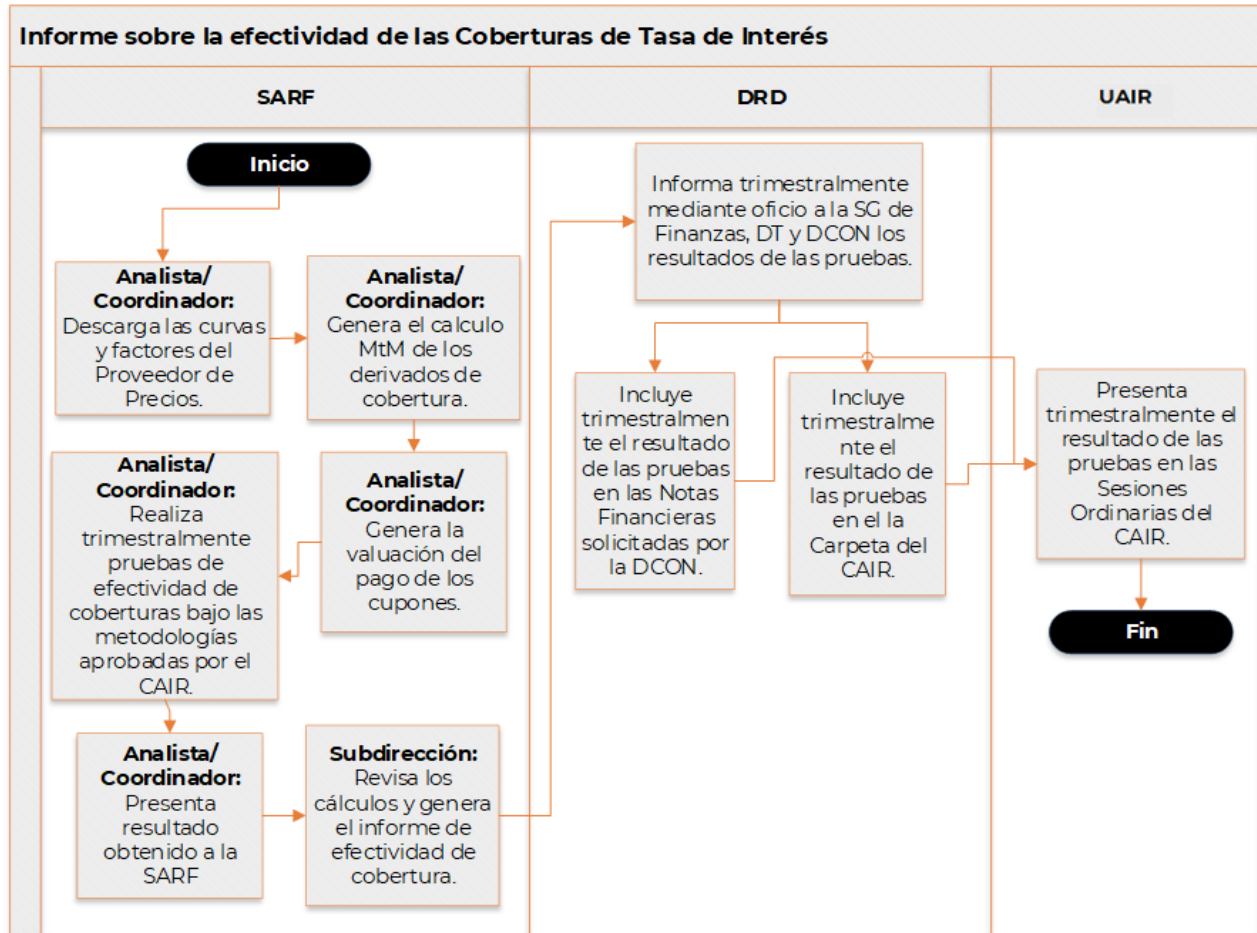 Informe sobre la efectividad de las Coberturas de Tasa de Interés
SARF
DRD
UAIR
Inicio
Analista/
Coordinador:
Descarga las curvas
y factores del
Proveedor de
Precios.
Analista/
Coordinador:
Genera el calculo
MtM de los
derivados de
cobertura.
Analista/
Coordinador:
Genera la
valuación del
pago de los
cupones.
Analista/
Coordinador:
Realiza
trimestralmente
pruebas de
efectividad de
coberturas bajo las
metodologías
aprobadas por el
CAIR.
Analista/
Coordinador:
Presenta
resultado
obtenido a la
SARF
Subdirección:
Revisa los
cálculos y genera
el informe de
efectividad de
cobertura.
Informa trimestralmente
mediante oficio a la SG de
Finanzas, DT y DCON los
resultados de las pruebas.
Incluye
trimestralmen
te el resultado
de las pruebas
en las Notas
Financieras
solicitadas por
la DCON.
Incluye
trimestralme
nte el
resultado de
las pruebas
en el la
Carpeta del
CAIR.
Presenta
trimestralmente el
resultado de las
pruebas en las
Sesiones
Ordinarias del
CAIR.
Fin